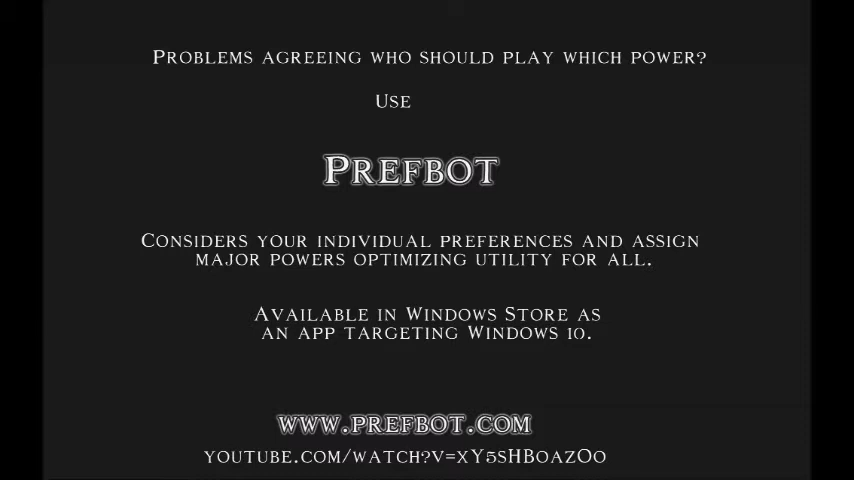 Problems agreeing who should play which power?
Use
Prefbot
Considers your individual preferences and assign
major powers optimizing utility for all.
Available in Windows Store as
an app targeting Windows 10.
www.prefbot.com
youtube.com/watch?v=xY5sHBoazOo